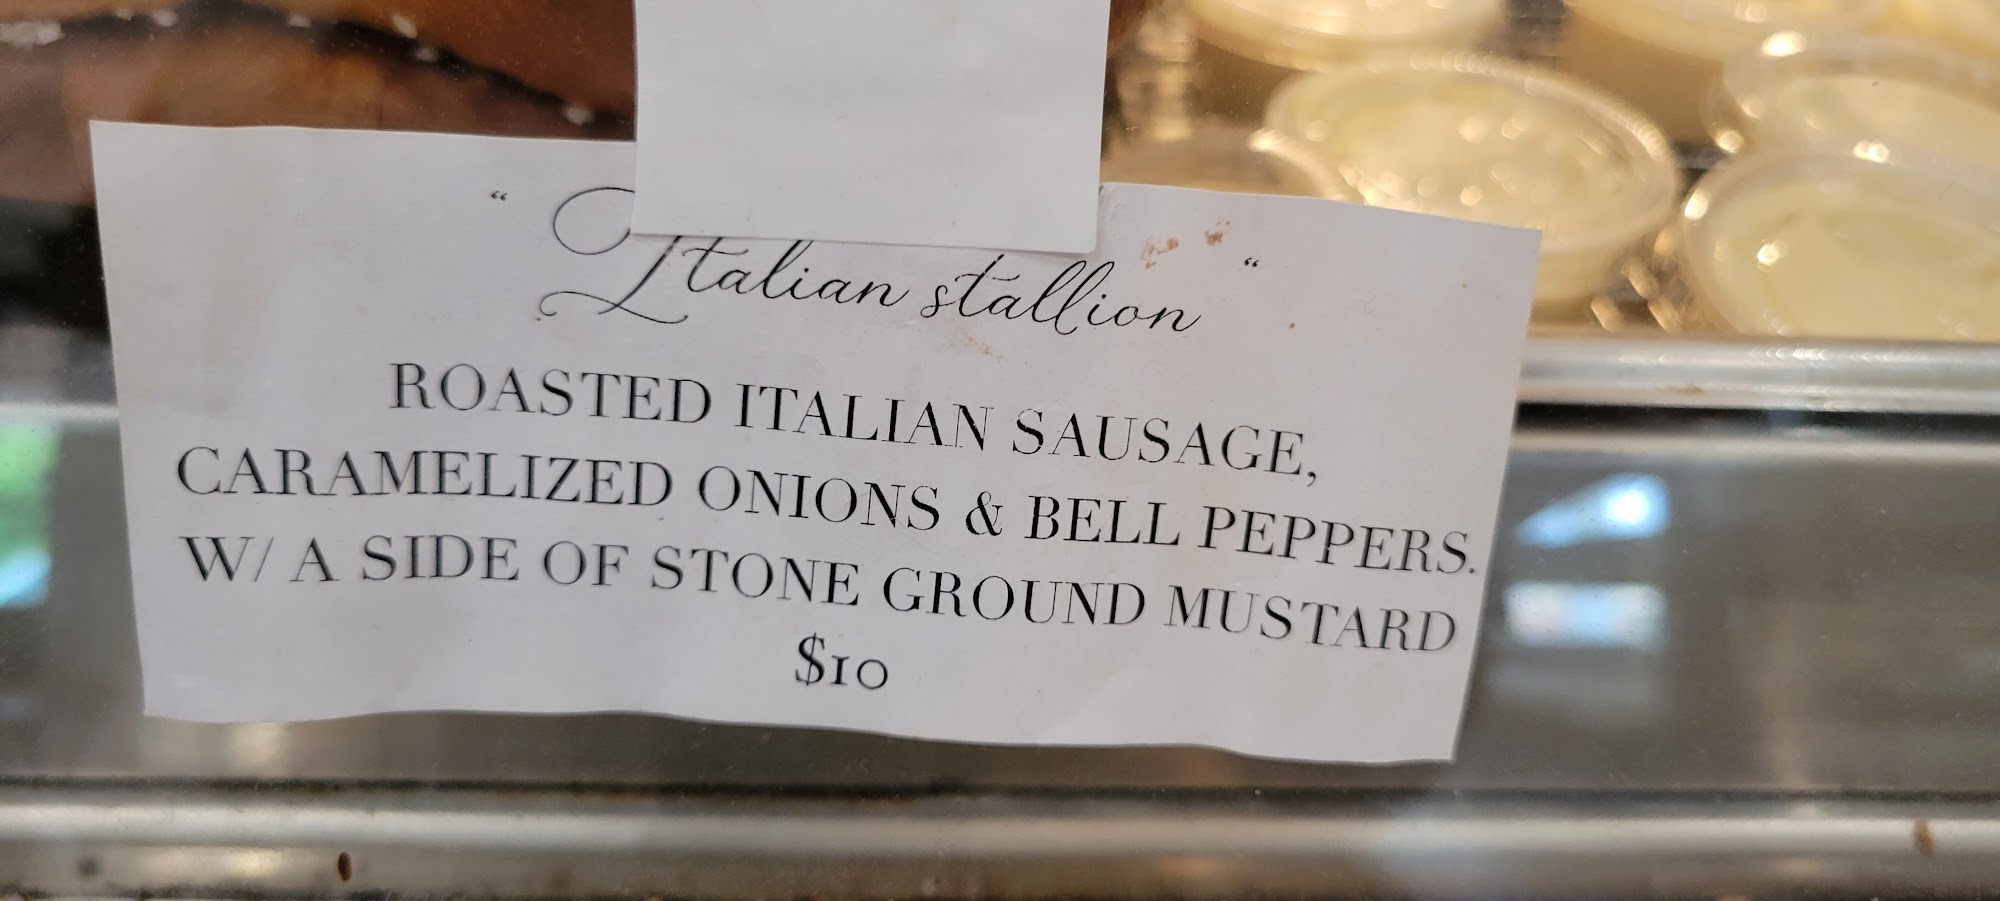 “ Italian stallion “
ROASTED ITALIAN SAUSAGE,
CARAMELIZED ONIONS & BELL PEPPERS.
W/ A SIDE OF STONE GROUND MUSTARD
$10